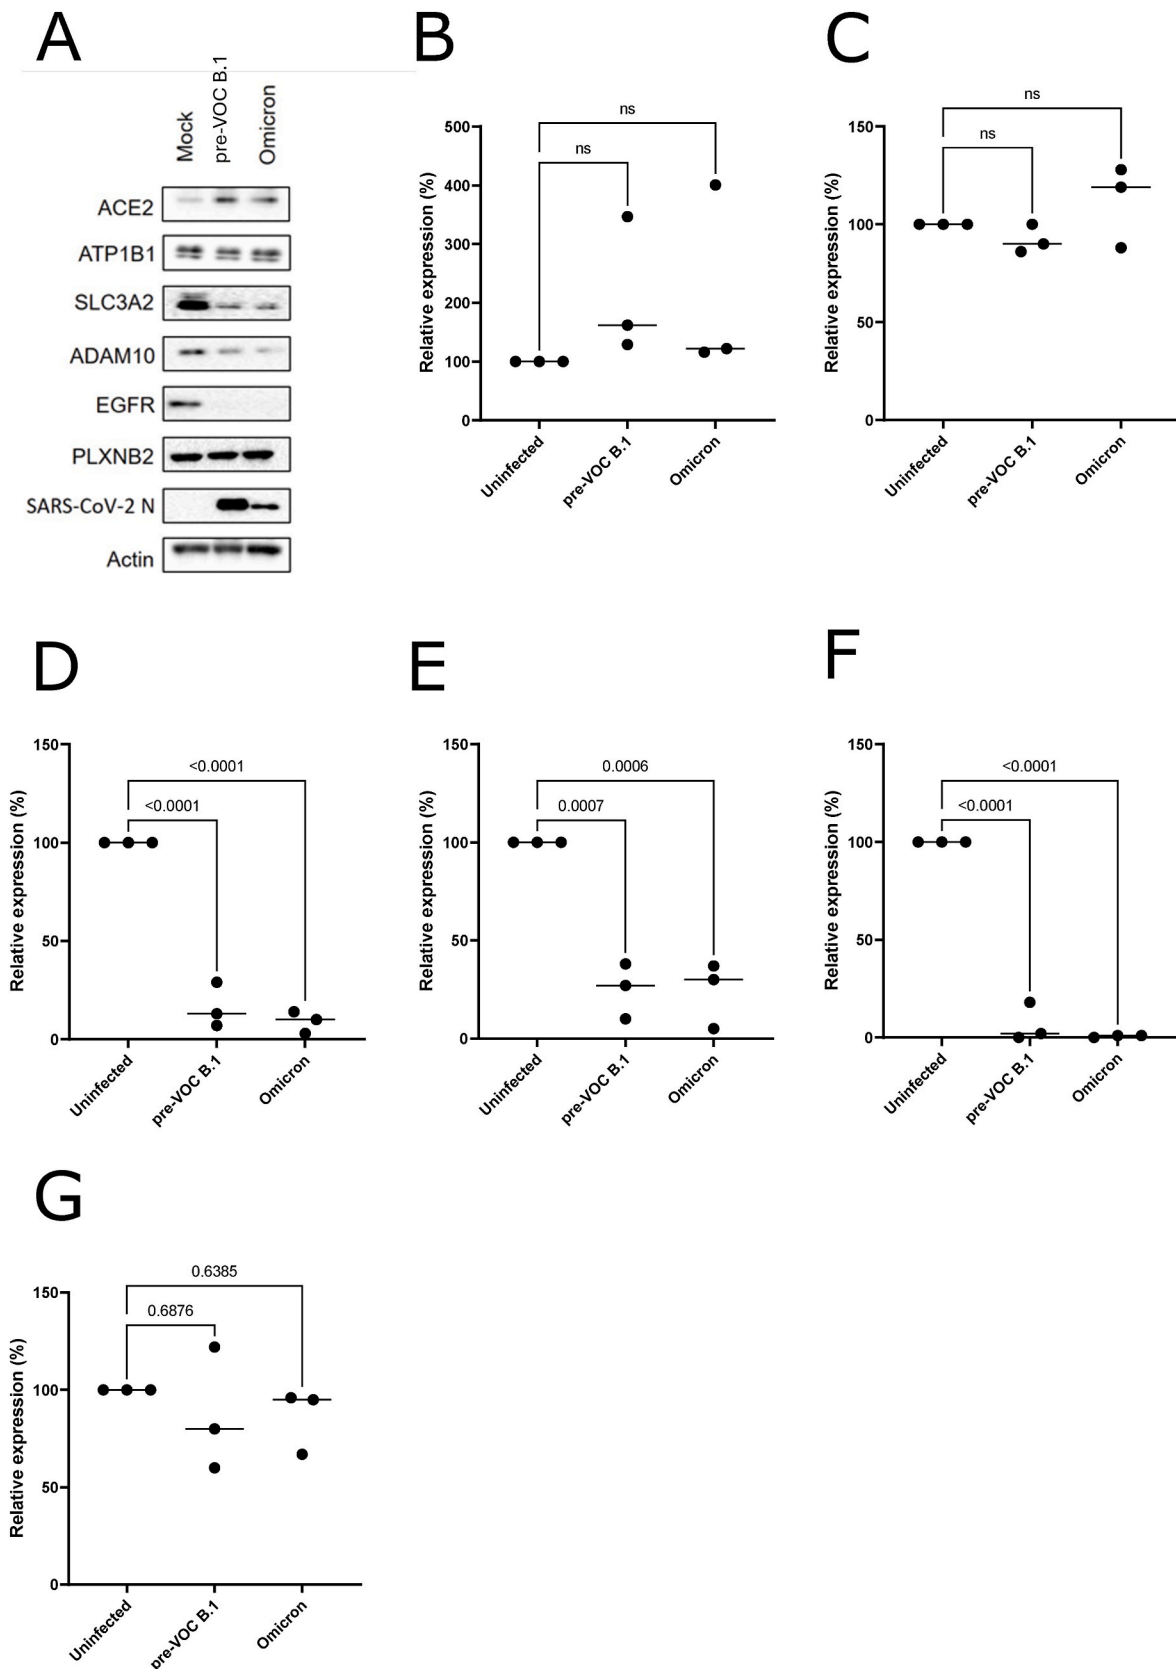 A
Mock
pre-VOC B.1
Omicron
ACE2
ATP1B1
SLC3A2
ADAM10
EGFR
PLXNB2
SARS-CoV-2 N
Actin
B
Relative expression (%)
500
400
300
200
100
0
ns
ns
Uninfected
pre-VOC B.1
Omicron
C
Relative expression (%)
150
100
50
0
ns
ns
Uninfected
pre-VOC B.1
Omicron
D
Relative expression (%)
150
100
50
0
<0.0001
<0.0001
Uninfected
pre-VOC B.1
Omicron
E
Relative expression (%)
150
100
50
0
0.0006
0.0007
Uninfected
pre-VOC B.1
Omicron
F
Relative expression (%)
150
100
50
0
<0.0001
<0.0001
Uninfected
pre-VOC B.1
Omicron
G
Relative expression (%)
150
100
50
0
0.6385
0.6876
Uninfected
pre-VOC B.1
Omicron